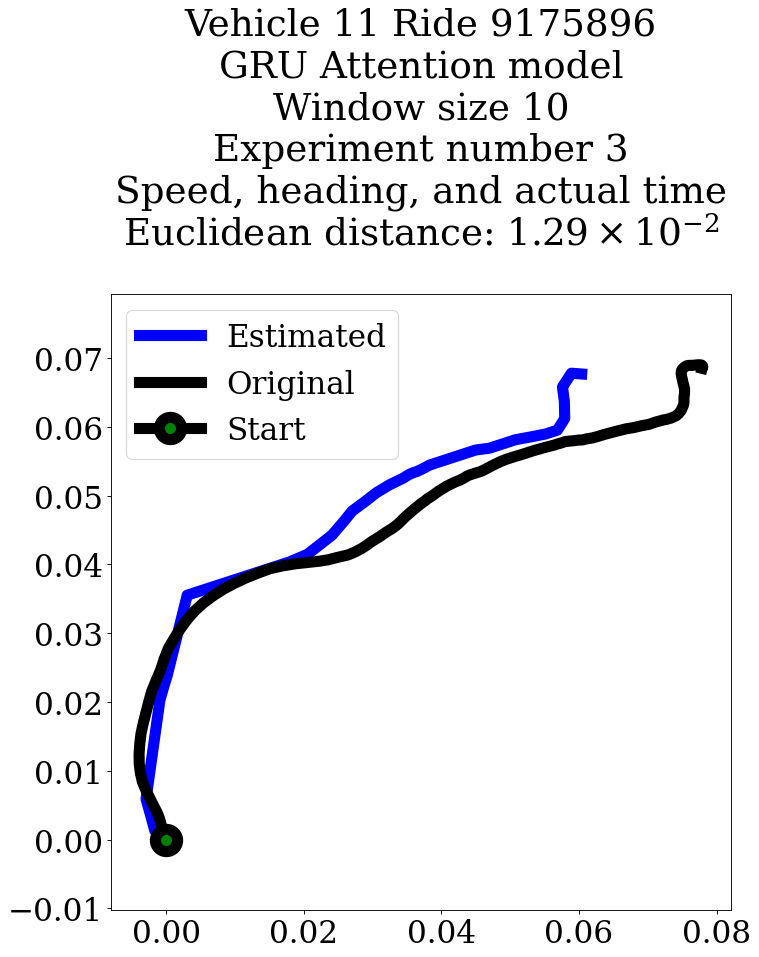 Vehicle 11 Ride 9175896
GRU Attention model
Window size 10
Experiment number 3
Speed, heading, and actual time
Euclidean distance: 1.29 × 10⁻²
Estimated
Original
Start
0.07
0.06
0.05
0.04
0.03
0.02
0.01
0.00
−0.01
0.00 0.02 0.04 0.06 0.08